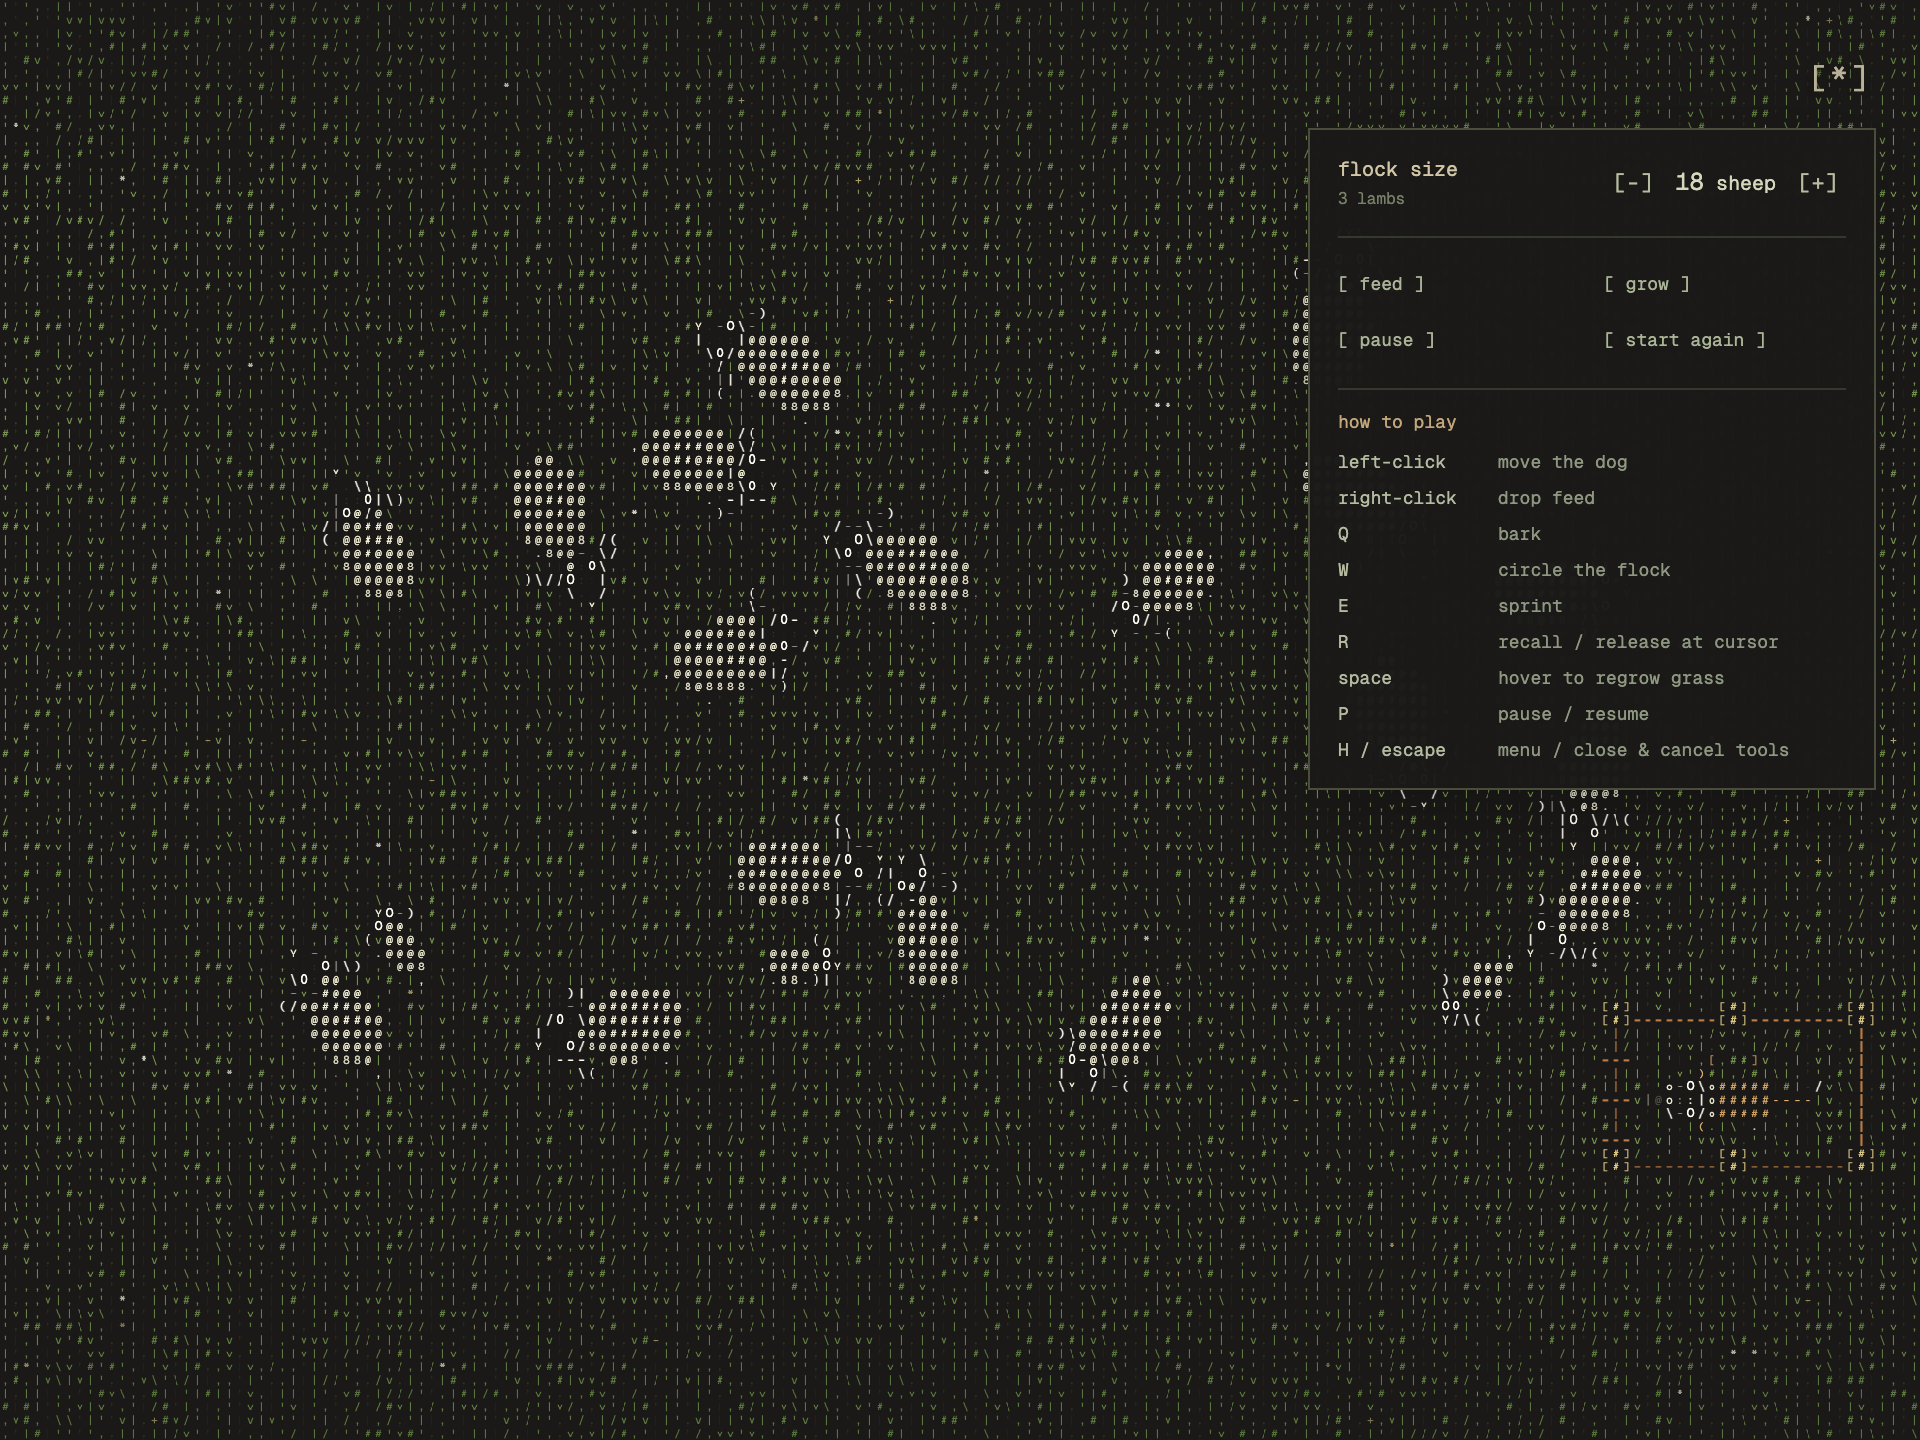 [*]
flock size
[-] 18 sheep [+]
3 lambs
[ feed ] [ grow ]
[ pause ] [ start again ]
how to play
left-click move the dog
right-click drop feed
Q bark
W circle the flock
E sprint
R recall / release at cursor
space hover to regrow grass
P pause / resume
H / escape menu / close & cancel tools